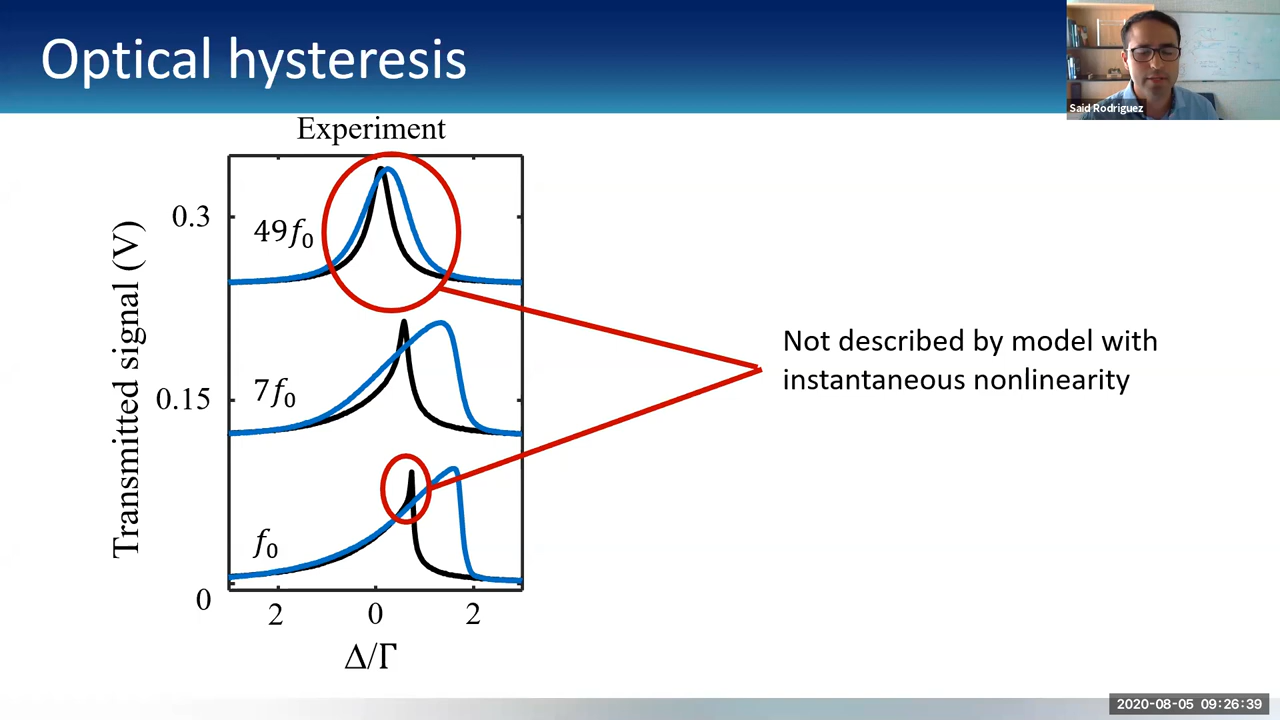 Optical hysteresis
Said Rodriguez
Experiment
Transmitted signal (V)
0.3
0.15
0
49f₀
7f₀
f₀
2 0 2
Δ/Γ
Not described by model with
instantaneous nonlinearity
2020-08-05 09:26:39